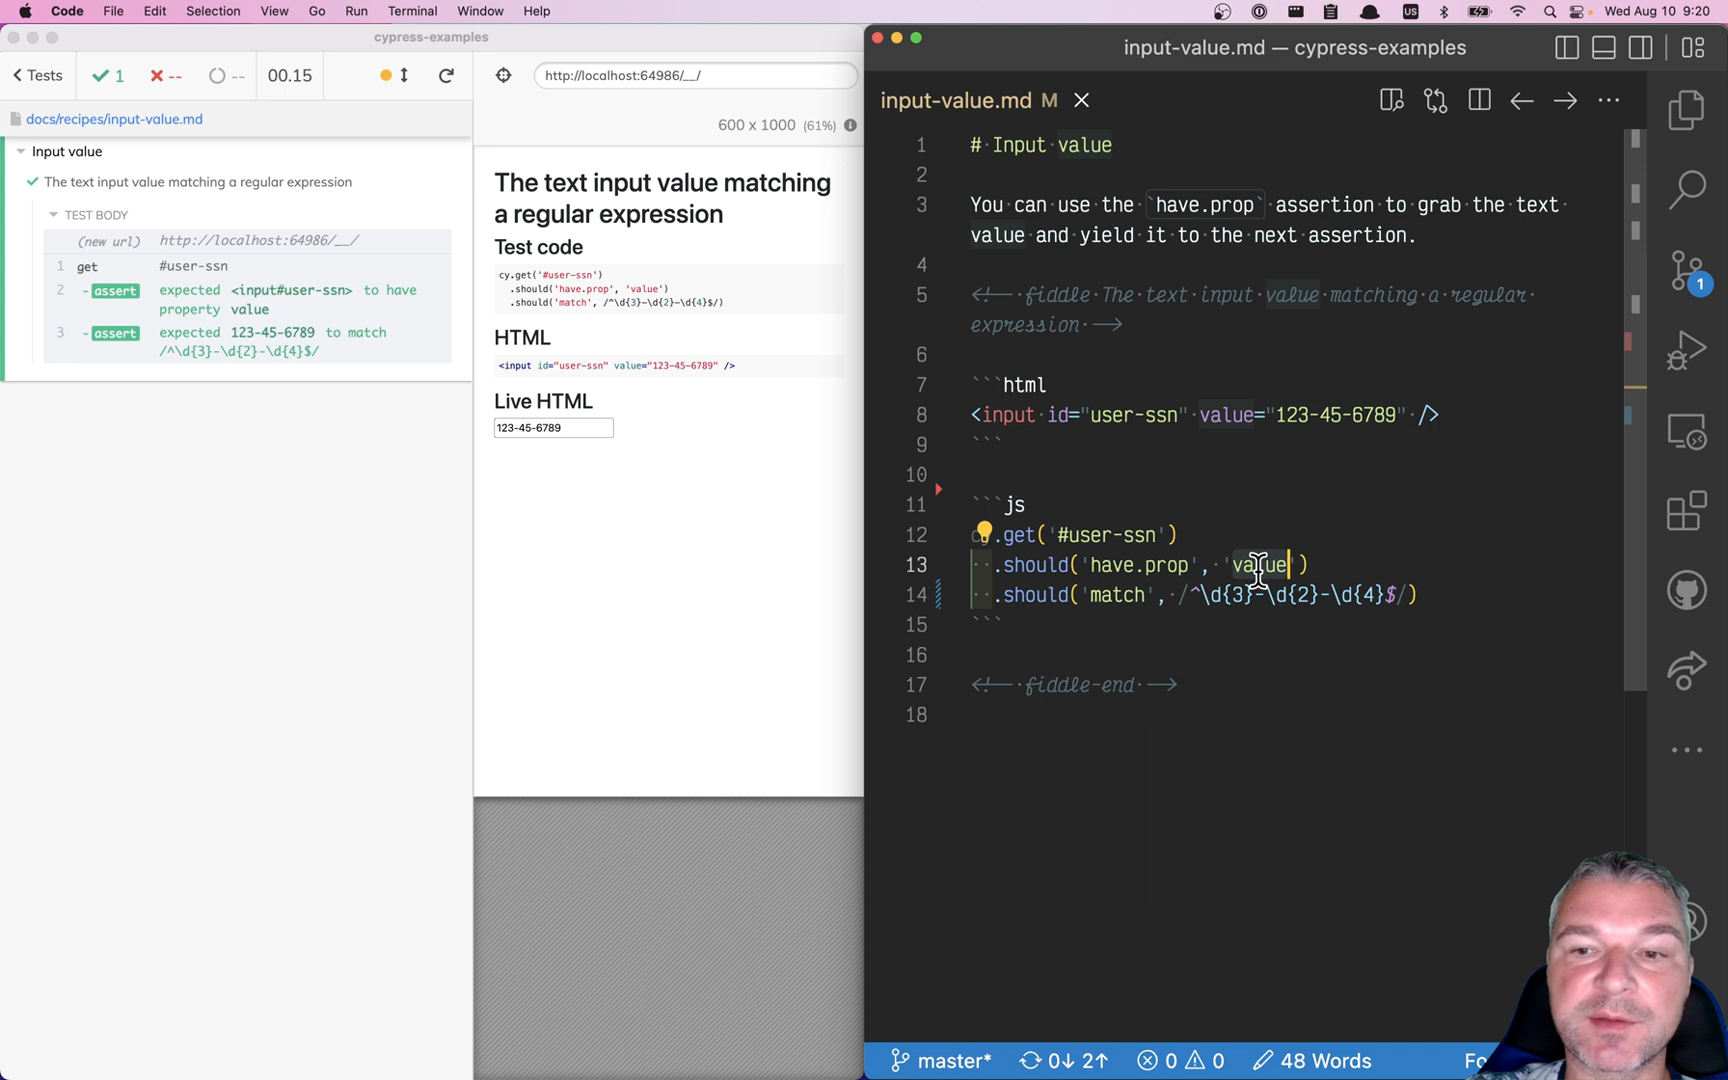 Code File Edit Selection View Go Run Terminal Window Help
US Wed Aug 10 9:20
cypress-examples
Tests 1 -- -- 00.15
http://localhost:64986/__/
600 x 1000 (61%)
docs/recipes/input-value.md
Input value
The text input value matching a regular expression
TEST BODY
(new url) http://localhost:64986/__/
1 get #user-ssn
2 -assert expected <input#user-ssn> to have
property value
3 -assert expected 123-45-6789 to match
/^\d{3}-\d{2}-\d{4}$/
The text input value matching
a regular expression
Test code
cy.get('#user-ssn')
.should('have.prop', 'value')
.should('match', /^\d{3}-\d{2}-\d{4}$/)
HTML
<input id="user-ssn" value="123-45-6789" />
Live HTML
123-45-6789
input-value.md — cypress-examples
input-value.md M
1 # Input value
2
3 You can use the `have.prop` assertion to grab the text
value and yield it to the next assertion.
4
5 <!-- fiddle The text input value matching a regular
expression -->
6
7 ```html
8 <input id="user-ssn" value="123-45-6789" />
9 ```
10
11 ```js
12 cy.get('#user-ssn')
13 .should('have.prop', 'value')
14 .should('match', /^\d{3}-\d{2}-\d{4}$/)
15 ```
16
17 <!-- fiddle-end -->
18
1
master* 0↓ 2↑ 0 0 48 Words Fo